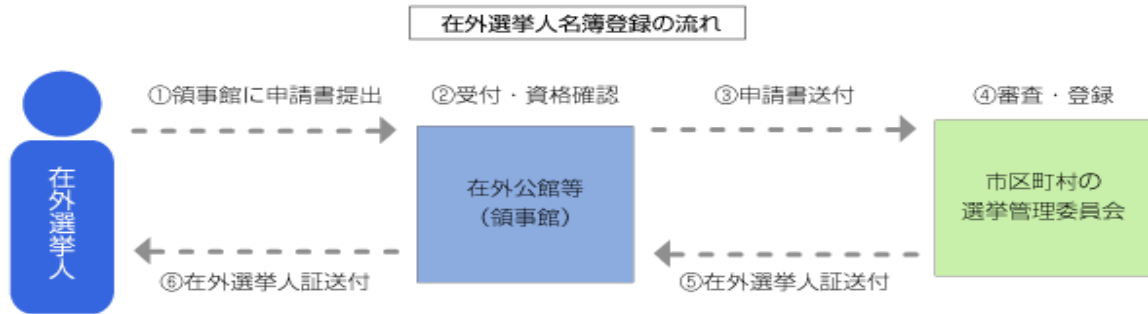 在外選挙人名簿登録の流れ
①領事館に申請書提出
②受付・資格確認
③申請書送付
④審査・登録
在外選挙人
在外公館等
（領事館）
市区町村の
選挙管理委員会
⑥在外選挙人証送付
⑤在外選挙人証送付